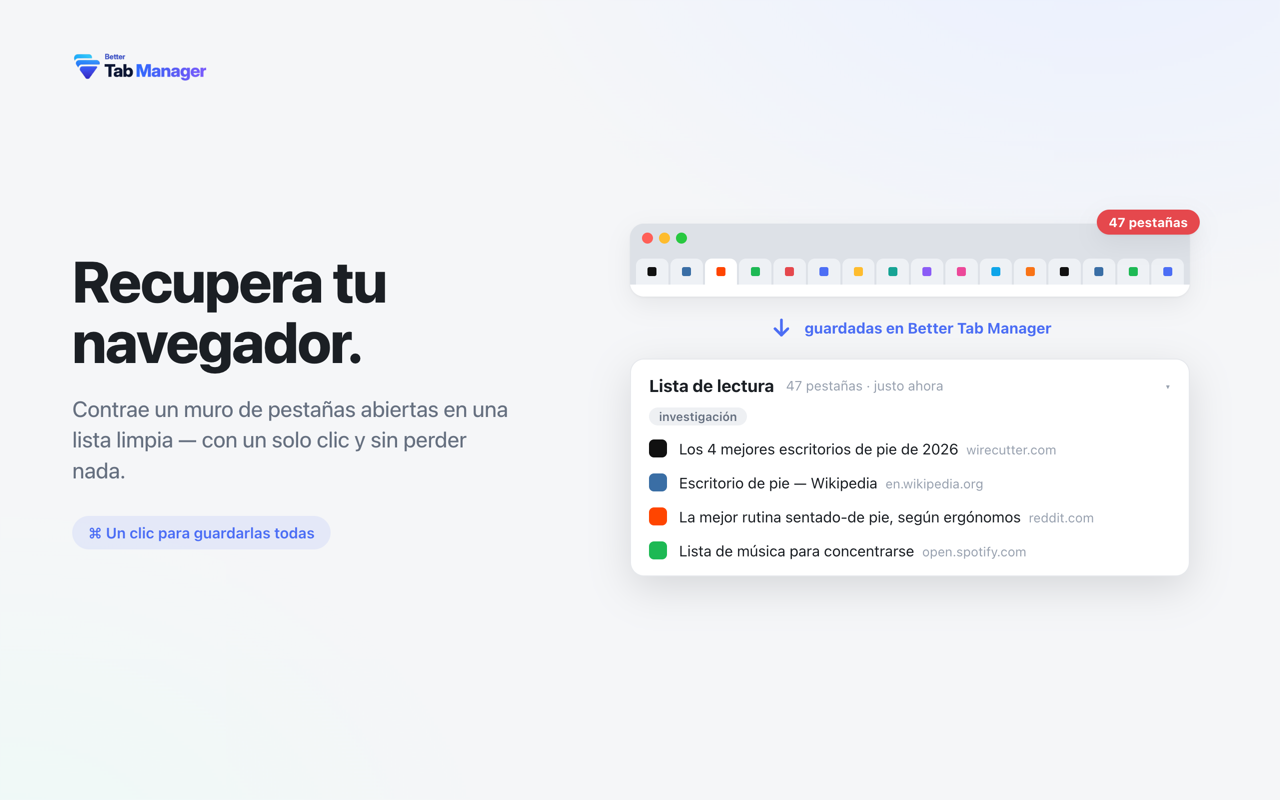 Better
Tab Manager
Recupera tu
navegador.
Contrae un muro de pestañas abiertas en una
lista limpia — con un solo clic y sin perder
nada.
⌘ Un clic para guardarlas todas
47 pestañas
guardadas en Better Tab Manager
Lista de lectura 47 pestañas · justo ahora
investigación
Los 4 mejores escritorios de pie de 2026 wirecutter.com
Escritorio de pie — Wikipedia en.wikipedia.org
La mejor rutina sentado-de pie, según ergónomos reddit.com
Lista de música para concentrarse open.spotify.com